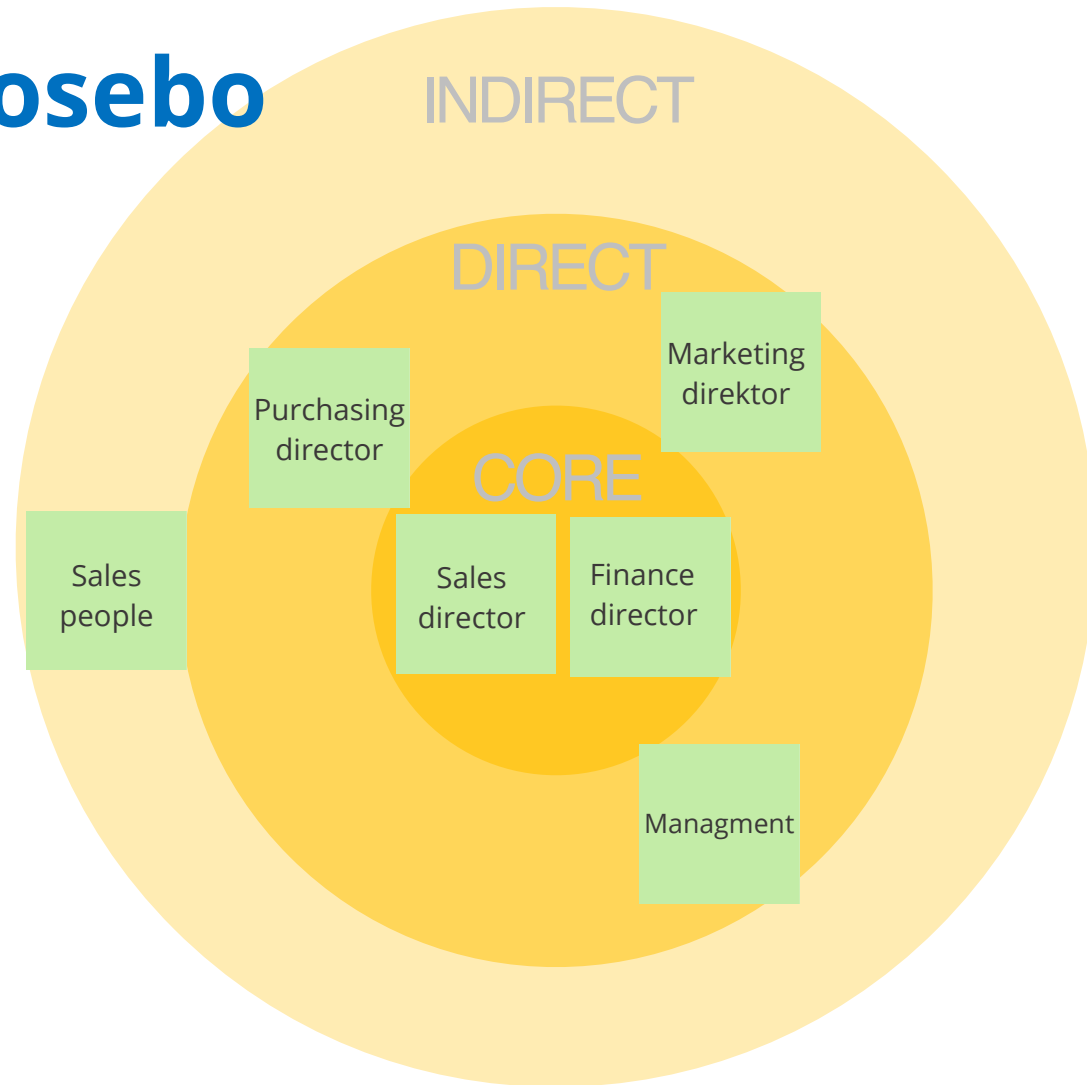 osebo
INDIRECT
DIRECT
Marketing
direktor
Purchasing
director
CORE
Sales
people
Sales
director
Finance
director
Managment